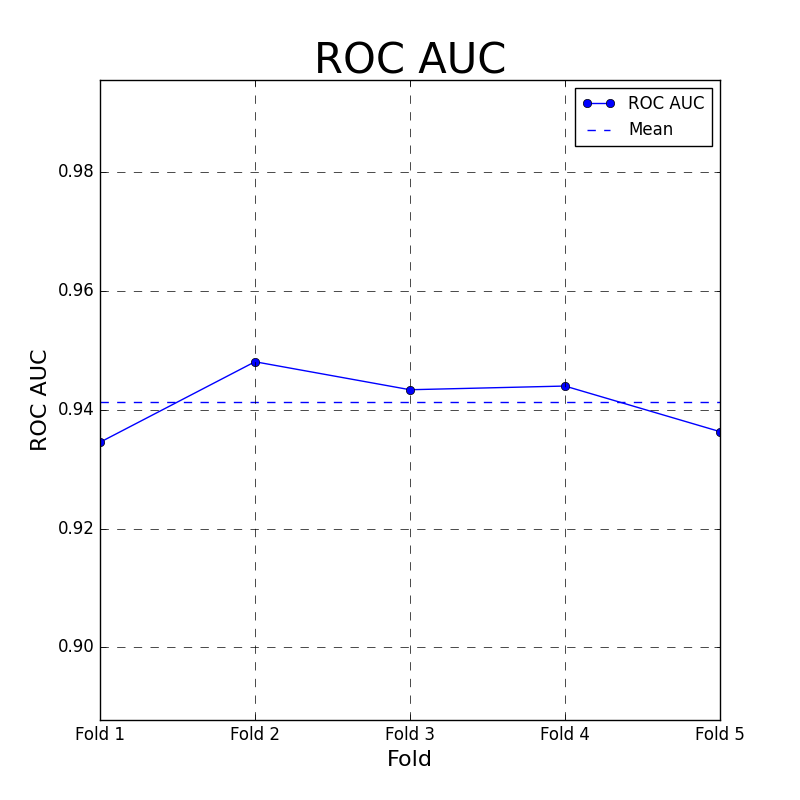 ROC AUC
ROC AUC
Mean
0.98
0.96
0.94
0.92
0.90
ROC AUC
Fold 1
Fold 2
Fold 3
Fold 4
Fold 5
Fold